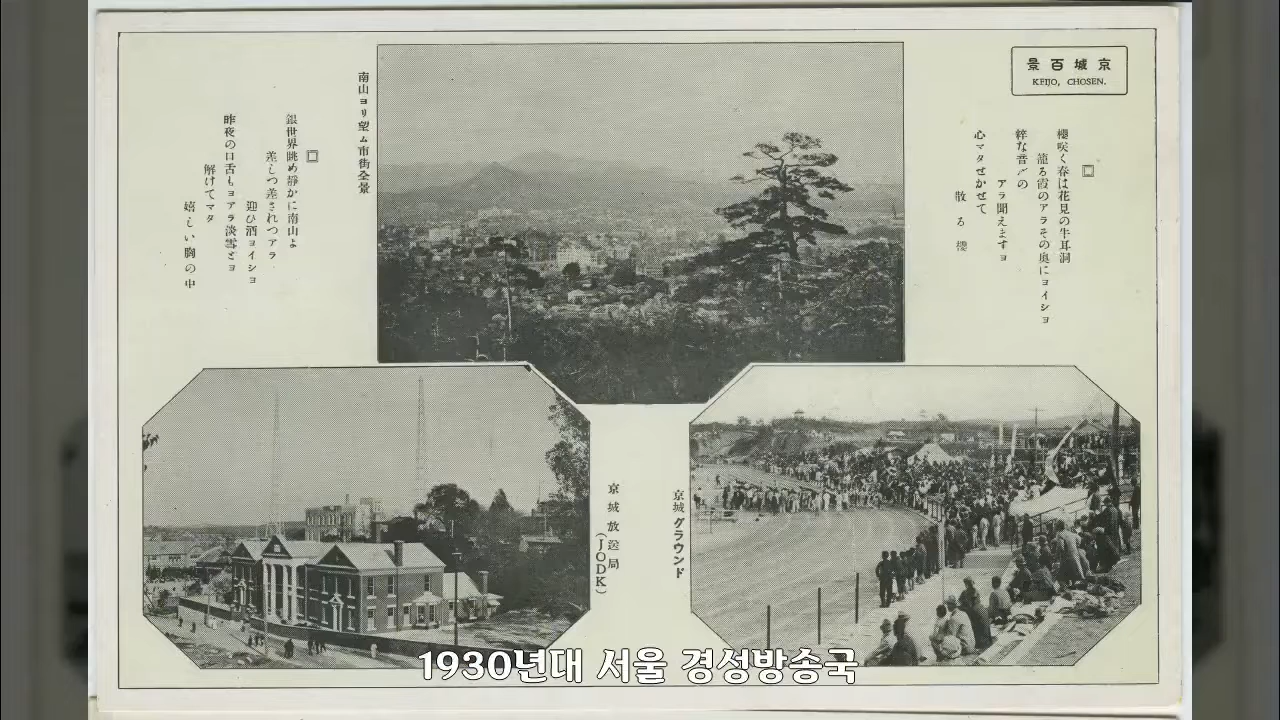 京城百景
KEIJO, CHOSEN.
櫻咲く春は花見の牛耳洞
籠る霞のアラその奥にヨイショ
粹な音〆の
アラ聞えますョ
心マタせかせて
散る櫻
南山ヨリ望ム市街全景
銀世界眺め靜かに南山よ
差しつ差されつアラ
迎ひ酒ョイショ
昨夜の口舌もョアラ淡雪とョ
解けてマタ
嬉しい胸の中
京城グラウンド
京城放送局
(JODK)
1930년대 서울 경성방송국